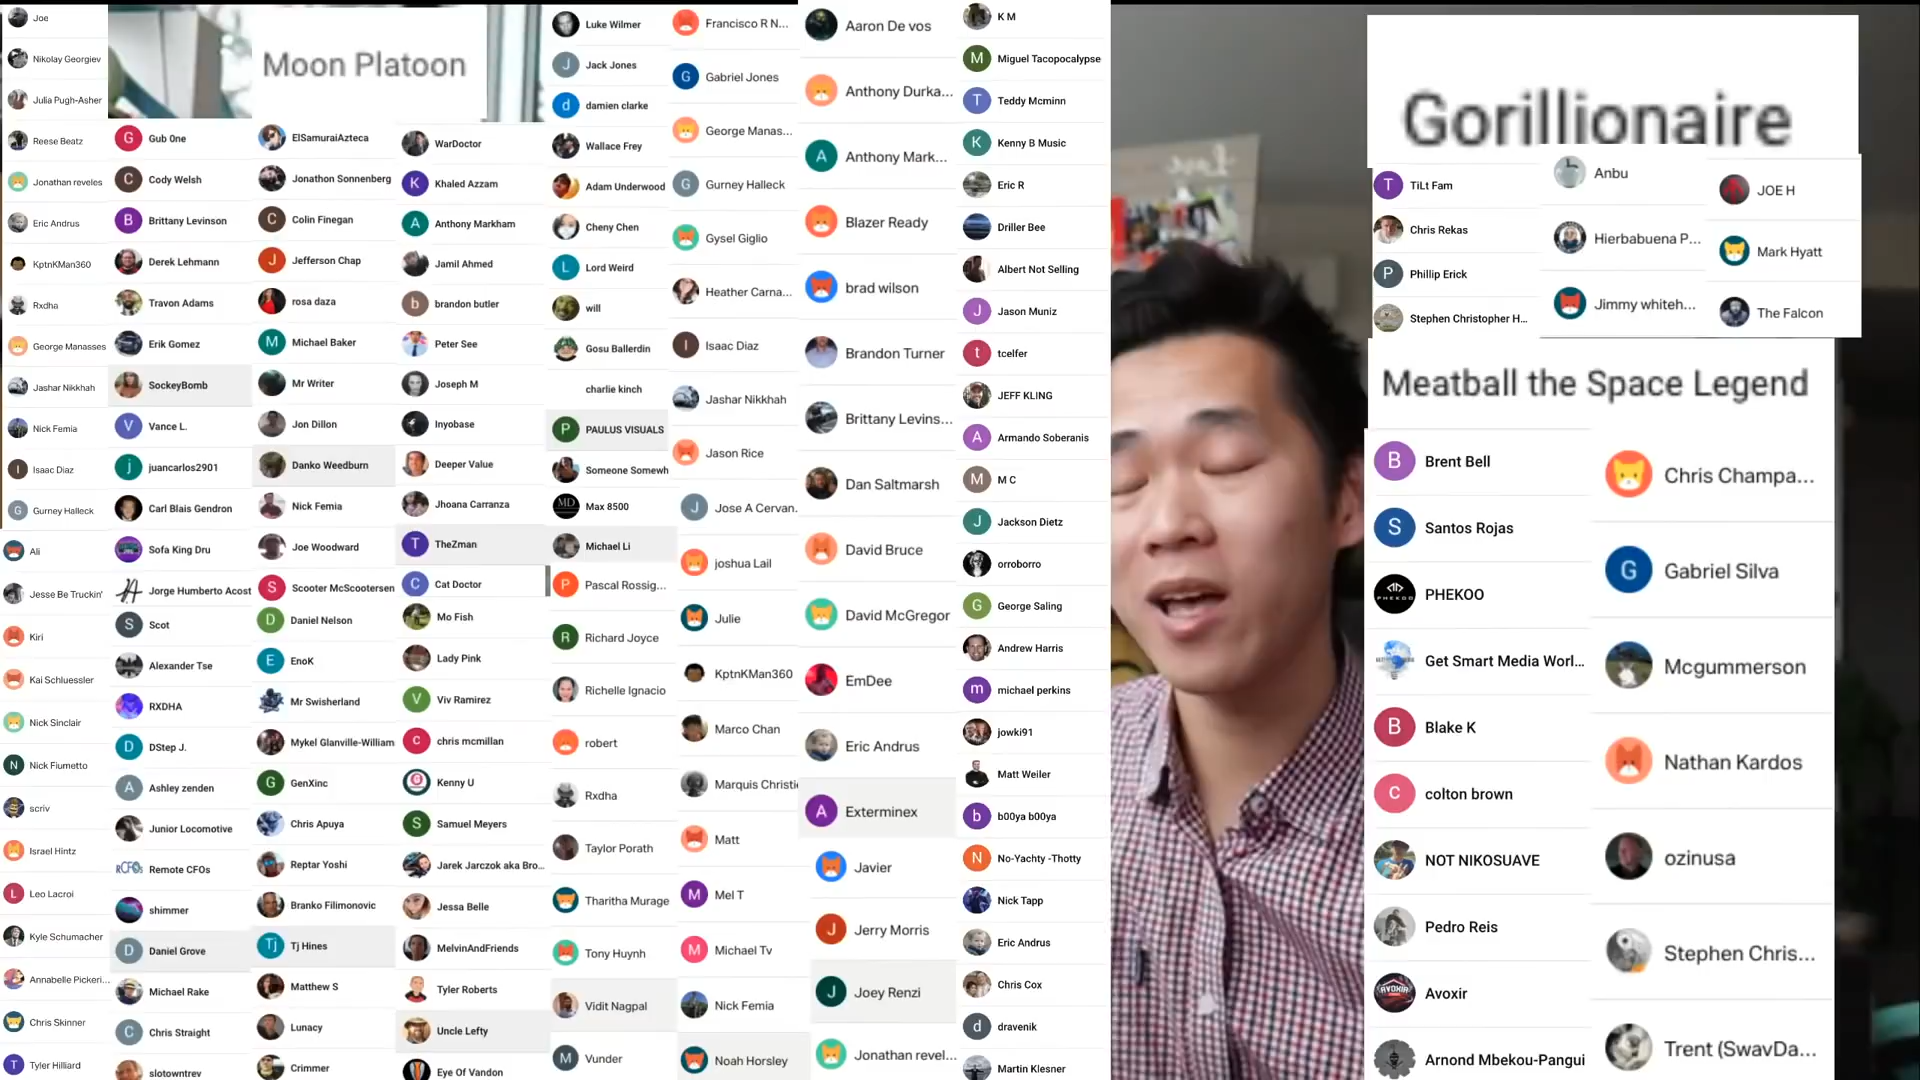 Joe
Nikolay Georgiev
Julia Pugh-Asher
Reese Beatz
Jonathan reveles
Eric Andrus
KptnKMan360
Rxdha
George Manasses
Jashar Nikkhah
Nick Femia
Isaac Diaz
Gurney Halleck
Ali
Jesse Be Truckin'
Kiri
Kai Schluessler
Nick Sinclair
Nick Fiumetto
scriv
Israel Hintz
Leo Lacroi
Kyle Schumacher
Annabelle Pickeri...
Chris Skinner
Tyler Hilliard
Moon Platoon
Gub 0ne
Cody Welsh
Brittany Levinson
Derek Lehmann
Travon Adams
Erik Gomez
SockeyBomb
Vance L.
juancarlos2901
Carl Blais Gendron
Sofa King Dru
Jorge Humberto Acost
Scot
Alexander Tse
RXDHA
DStep J.
Ashley zenden
Junior Locomotive
Remote CFOs
shimmer
Daniel Grove
Michael Rake
Chris Straight
slotowntrev
ElSamuraiAzteca
Jonathon Sonnenberg
Colin Finegan
Jefferson Chap
rosa daza
Michael Baker
Mr Writer
Jon Dillon
Danko Weedburn
Nick Femia
Joe Woodward
Scooter McScootersen
Daniel Nelson
EnoK
Mr Swisherland
Mykel Glanville-William
GenXinc
Chris Apuya
Reptar Yoshi
Branko Filimonovic
Tj Hines
Matthew S
Lunacy
Crimmer
WarDoctor
Khaled Azzam
Anthony Markham
Jamil Ahmed
brandon butler
Peter See
Joseph M
Inyobase
Deeper Value
Jhoana Carranza
TheZman
Cat Doctor
Mo Fish
Lady Pink
Viv Ramirez
chris mcmillan
Kenny U
Samuel Meyers
Jarek Jarczok aka Bro...
Jessa Belle
MelvinAndFriends
Tyler Roberts
Uncle Lefty
Eye Of Vandon
Luke Wilmer
Jack Jones
damien clarke
Wallace Frey
Adam Underwood
Cheny Chen
Lord Weird
will
Gosu Ballerdin
charlie kinch
PAULUS VISUALS
Someone Somewh
Max 8500
Michael Li
Pascal Rossig...
Richard Joyce
Richelle Ignacio
robert
Rxdha
Taylor Porath
Tharitha Murage
Tony Huynh
Vidit Nagpal
Vunder
Francisco R N...
Gabriel Jones
George Manas...
Gurney Halleck
Gysel Giglio
Heather Carna...
Isaac Diaz
Jashar Nikkhah
Jason Rice
Jose A Cervan.
joshua Lail
Julie
KptnKMan360
Marco Chan
Marquis Christi
Matt
Mel T
Michael Tv
Nick Femia
Noah Horsley
Aaron De vos
Anthony Durka...
Anthony Mark...
Blazer Ready
brad wilson
Brandon Turner
Brittany Levins...
Dan Saltmarsh
David Bruce
David McGregor
EmDee
Eric Andrus
Exterminex
Javier
Jerry Morris
Joey Renzi
Jonathan revel...
K M
Miguel Tacopocalypse
Teddy Mcminn
Kenny B Music
Eric R
Driller Bee
Albert Not Selling
Jason Muniz
tcelfer
JEFF KLING
Armando Soberanis
M C
Jackson Dietz
orroborro
George Saling
Andrew Harris
michael perkins
jowki91
Matt Weiler
b00ya b00ya
No-Yachty -Thotty
Nick Tapp
Eric Andrus
Chris Cox
dravenik
Martin Klesner
Gorillionaire
TiLt Fam
Chris Rekas
Phillip Erick
Stephen Christopher H...
Anbu
Hierbabuena P...
Jimmy whiteh...
JOE H
Mark Hyatt
The Falcon
Meatball the Space Legend
Brent Bell
Santos Rojas
PHEKOO
Get Smart Media Worl...
Blake K
colton brown
NOT NIKOSUAVE
Pedro Reis
Avoxir
Arnond Mbekou-Pangui
Chris Champa...
Gabriel Silva
Mcgummerson
Nathan Kardos
ozinusa
Stephen Chris...
Trent (SwavDa...